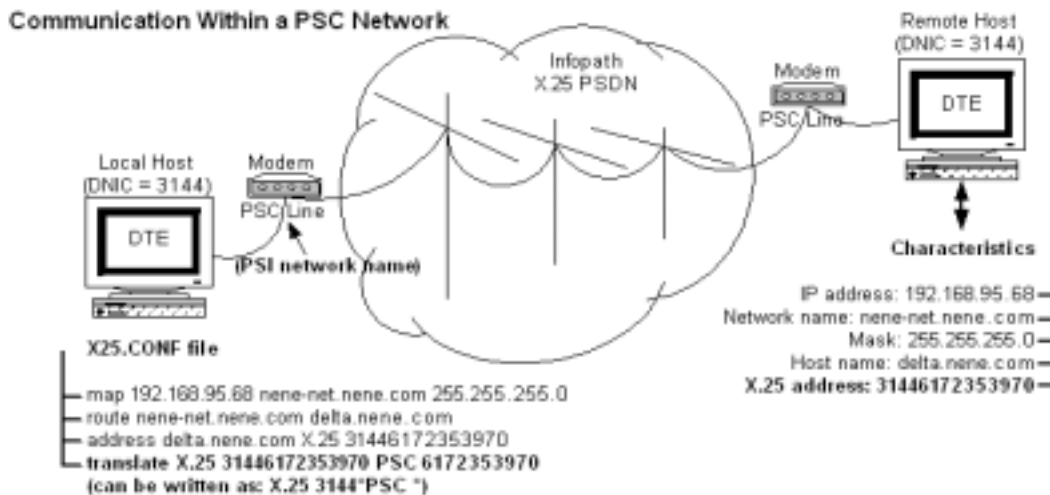 Communication Within a PSC Network
Remote Host
(DNIC = 3144)
Infopath
X.25 PSDN
Modem
PSC Line
DTE
Local Host
(DNIC = 3144)
Modem
PSC Line
DTE
(PSI network name)
Characteristics
IP address: 192.168.95.68
Network name: nene-net.nene.com
Mask: 255.255.255.0
Host name: delta.nene.com
X.25 address: 31446172353970
X25.CONF file
map 192.168.95.68 nene-net.nene.com 255.255.255.0
route nene-net.nene.com delta.nene.com
address delta.nene.com X.25 31446172353970
translate X.25 31446172353970 PSC 6172353970
(can be written as: X.25 3144*PSC *)